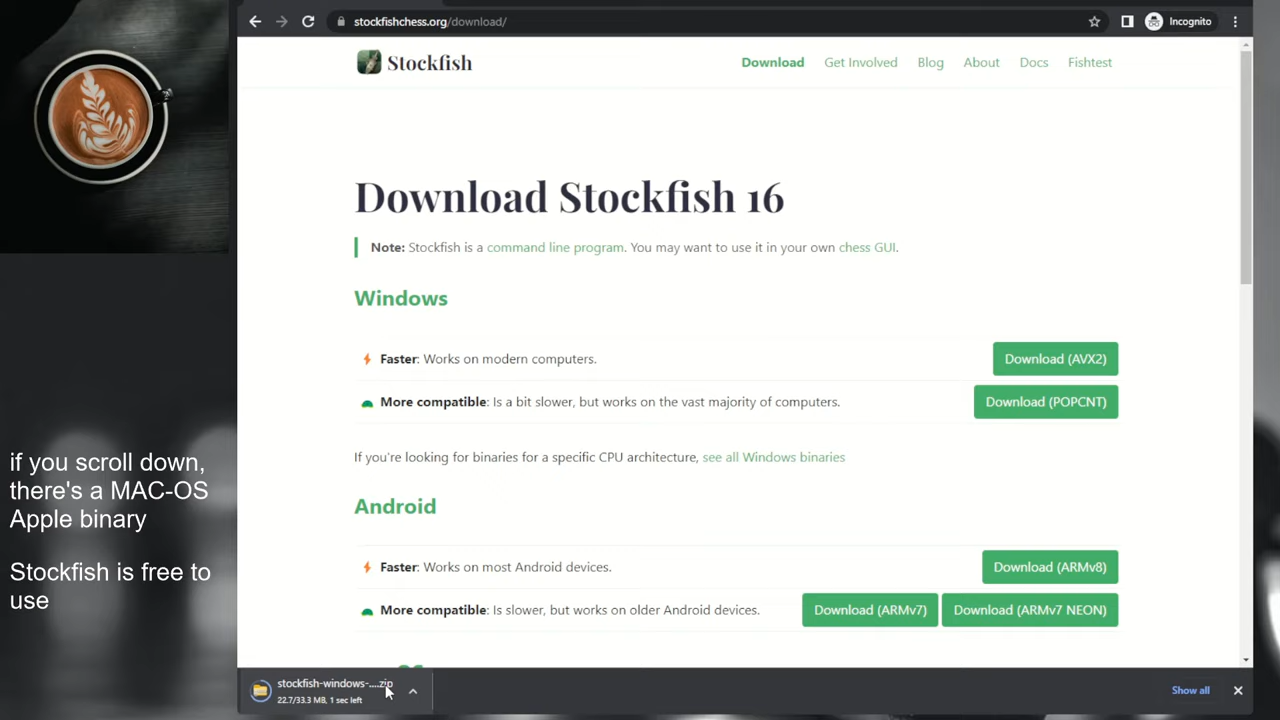 stockfishchess.org/download/
Incognito
Stockfish
Download Get Involved Blog About Docs Fishtest
Download Stockfish 16
Note: Stockfish is a command line program. You may want to use it in your own chess GUI.
Windows
Faster: Works on modern computers.
Download (AVX2)
More compatible: Is a bit slower, but works on the vast majority of computers.
Download (POPCNT)
If you're looking for binaries for a specific CPU architecture, see all Windows binaries
Android
Faster: Works on most Android devices.
Download (ARMv8)
More compatible: Is slower, but works on older Android devices.
Download (ARMv7) Download (ARMv7 NEON)
if you scroll down,
there's a MAC-OS
Apple binary
Stockfish is free to
use
stockfish-windows-....zip
22.7/33.3 MB, 1 sec left
Show all